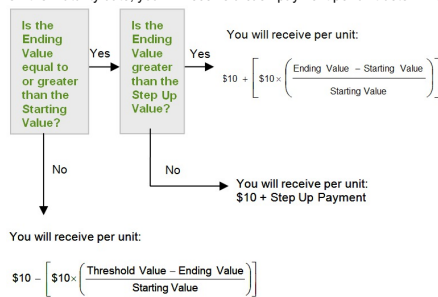 Is the
Ending
Value
equal to
or greater
than the
Starting
Value?
Yes
Is the
Ending
Value
greater
than the
Step Up
Value?
Yes
You will receive per unit:
$10 + [ $10 × ( Ending Value – Starting Value / Starting Value ) ]
No
No
You will receive per unit:
$10 + Step Up Payment
You will receive per unit:
$10 – [ $10× ( Threshold Value – Ending Value / Starting Value ) ]